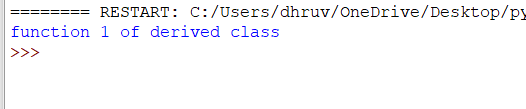 ======== RESTART: C:/Users/dhruv/OneDrive/Desktop/py
function 1 of derived class
>>>